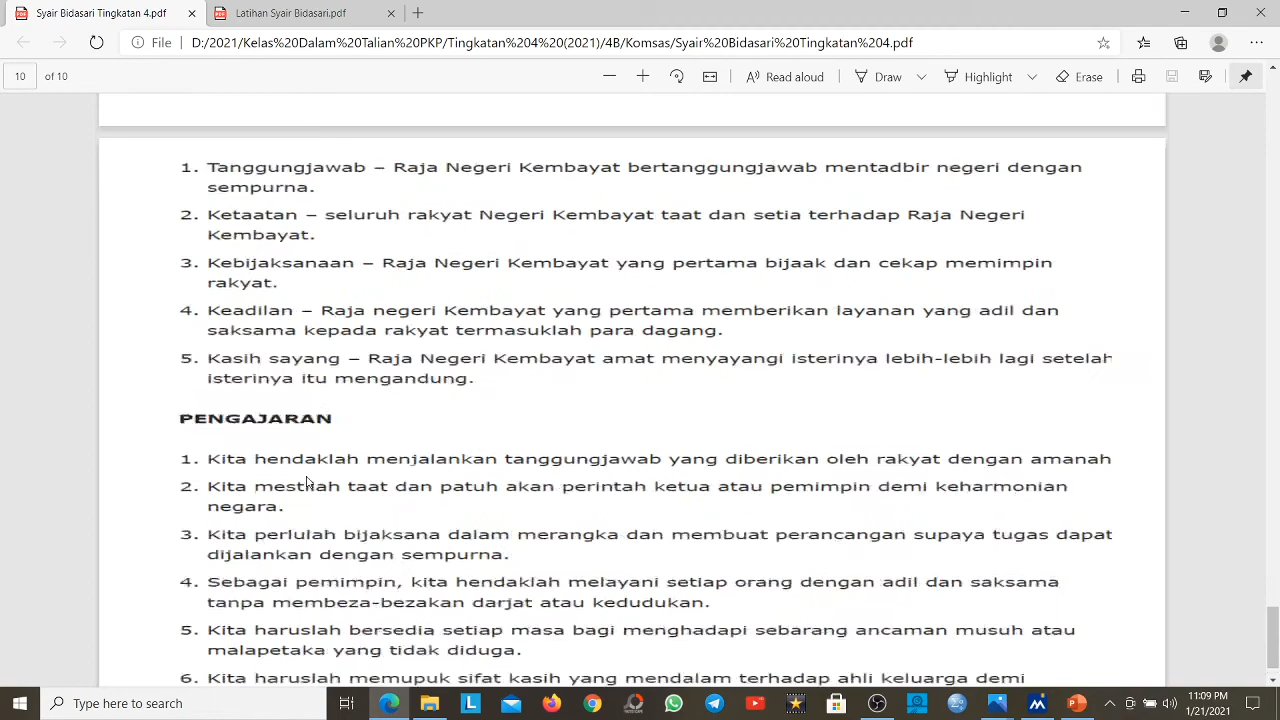 Syair Bidasari Tingkatan 4.pdf
Latihan Syair Bidasari.pdf
File
D:/2021/Kelas%20Dalam%20Talian%20PKP/Tingkatan%204%20(2021)/4B/Komsas/Syair%20Bidasari%20Tingkatan%204.pdf
10 of 10
Read aloud
Draw
Highlight
Erase
1. Tanggungjawab – Raja Negeri Kembayat bertanggungjawab mentadbir negeri dengan
sempurna.
2. Ketaatan – seluruh rakyat Negeri Kembayat taat dan setia terhadap Raja Negeri
Kembayat.
3. Kebijaksanaan – Raja Negeri Kembayat yang pertama bijaak dan cekap memimpin
rakyat.
4. Keadilan – Raja negeri Kembayat yang pertama memberikan layanan yang adil dan
saksama kepada rakyat termasuklah para dagang.
5. Kasih sayang – Raja Negeri Kembayat amat menyayangi isterinya lebih-lebih lagi setelah
isterinya itu mengandung.
PENGAJARAN
1. Kita hendaklah menjalankan tanggungjawab yang diberikan oleh rakyat dengan amanah
2. Kita mestilah taat dan patuh akan perintah ketua atau pemimpin demi keharmonian
negara.
3. Kita perlulah bijaksana dalam merangka dan membuat perancangan supaya tugas dapat
dijalankan dengan sempurna.
4. Sebagai pemimpin, kita hendaklah melayani setiap orang dengan adil dan saksama
tanpa membeza-bezakan darjat atau kedudukan.
5. Kita haruslah bersedia setiap masa bagi menghadapi sebarang ancaman musuh atau
malapetaka yang tidak diduga.
6. Kita haruslah memupuk sifat kasih yang mendalam terhadap ahli keluarga demi
Type here to search
11:09 PM
1/21/2021